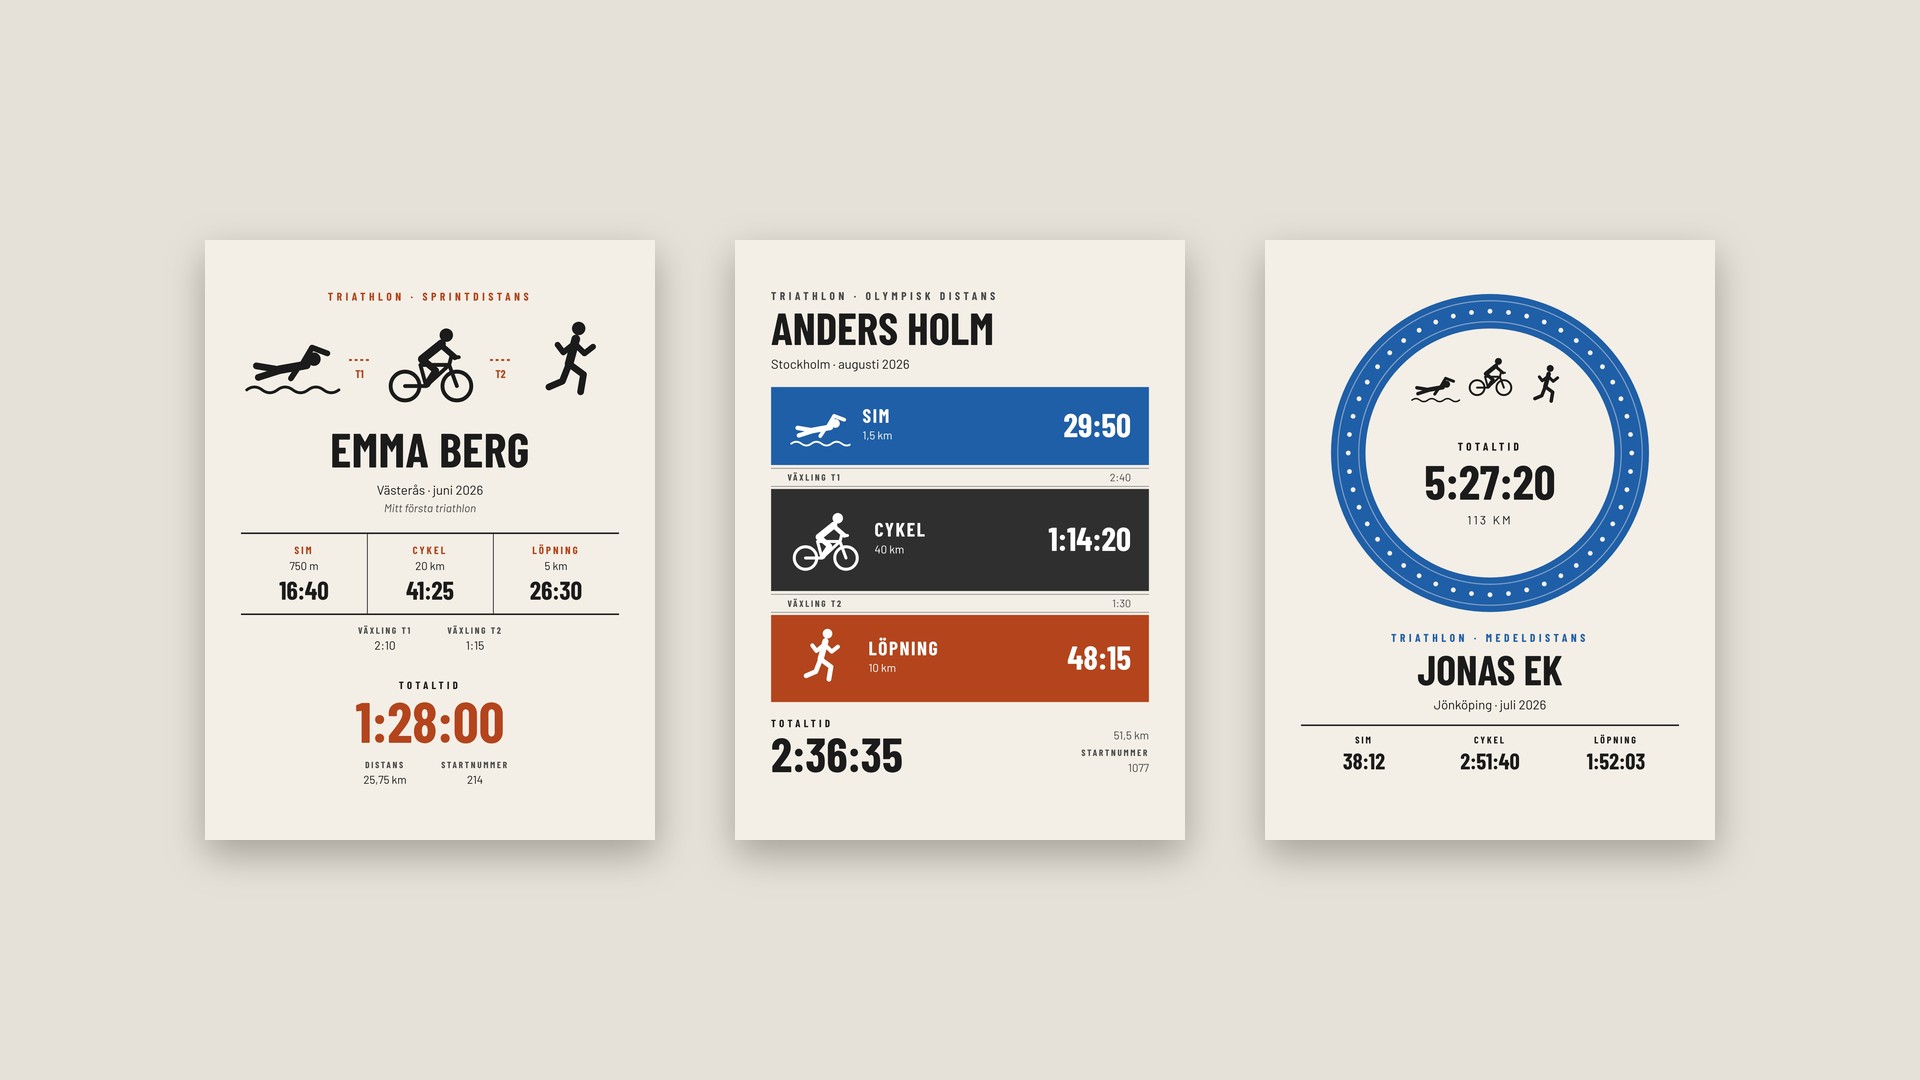 TRIATHLON · SPRINTDISTANS
T1
T2
EMMA BERG
Västerås · juni 2026
Mitt första triathlon
SIM CYKEL LÖPNING
750 m 20 km 5 km
16:40 41:25 26:30
VÄXLING T1 VÄXLING T2
2:10 1:15
TOTALTID
1:28:00
DISTANS STARTNUMMER
25,75 km 214
TRIATHLON · OLYMPISK DISTANS
ANDERS HOLM
Stockholm · augusti 2026
SIM 29:50
1,5 km
VÄXLING T1 2:40
CYKEL 1:14:20
40 km
VÄXLING T2 1:30
LÖPNING 48:15
10 km
TOTALTID
2:36:35
51,5 km
STARTNUMMER
1077
TOTALTID
5:27:20
113 KM
TRIATHLON · MEDELDISTANS
JONAS EK
Jönköping · juli 2026
SIM CYKEL LÖPNING
38:12 2:51:40 1:52:03